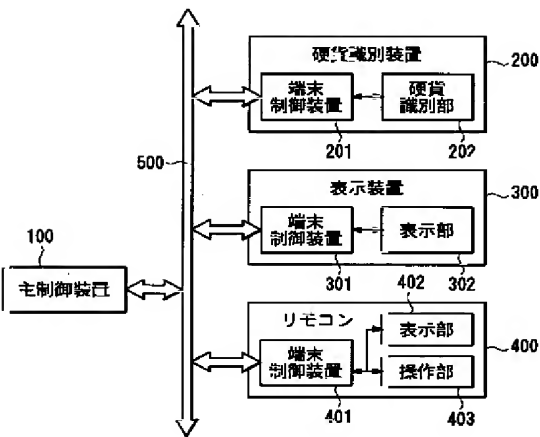 硬貨識別装置
200
端末
制御装置
硬貨
識別部
201
202
500
表示装置
300
端末
制御装置
表示部
301
302
100
主制御装置
402
リモコン
表示部
400
端末
制御装置
操作部
401
403